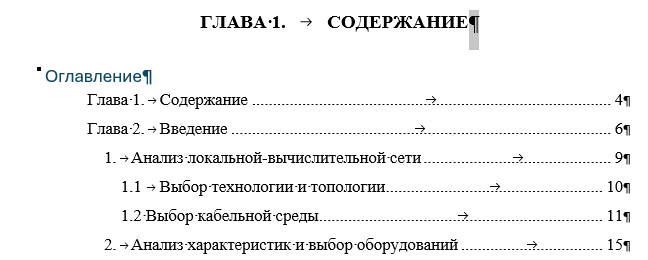 ГЛАВА 1. → СОДЕРЖАНИЕ¶
Оглавление¶
Глава·1.→Содержание → 4¶
Глава·2.→Введение → 6¶
1.→Анализ·локальной·вычислительной·сети → 9¶
1.1→Выбор·технологии·и·топологии → 10¶
1.2·Выбор·кабельной·среды → 11¶
2.→Анализ·характеристик·и·выбор·оборудований → 15¶